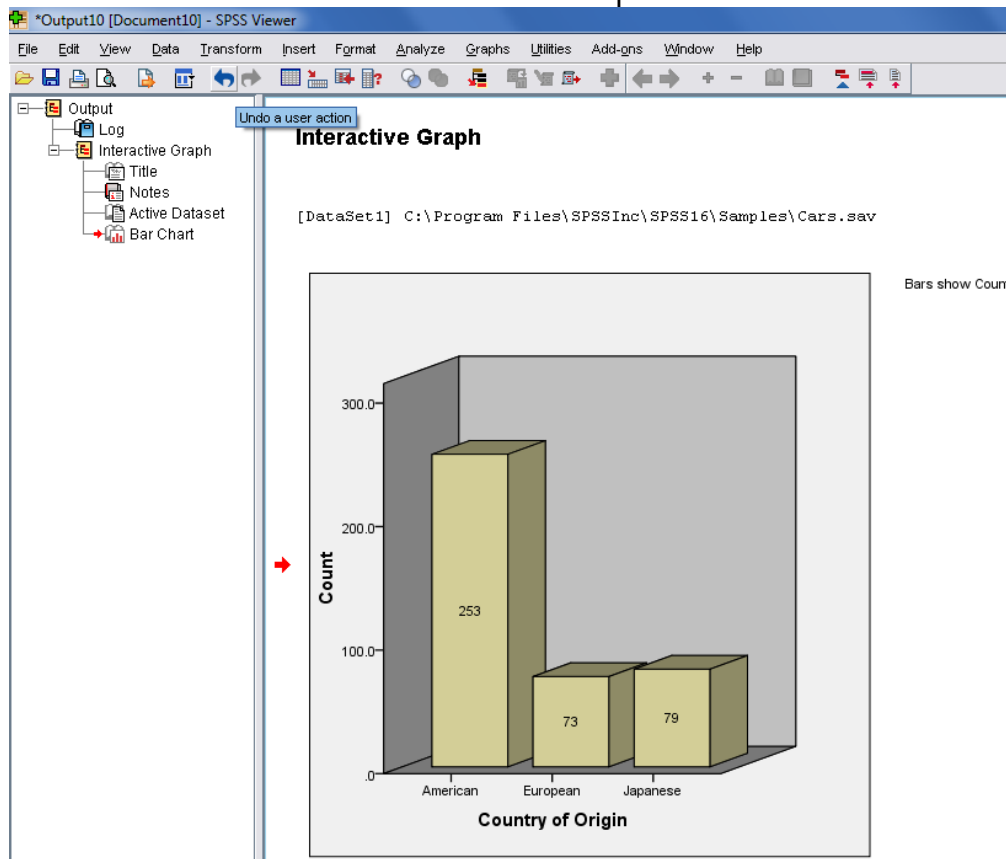 *Output10 [Document10] - SPSS Viewer
File Edit View Data Transform Insert Format Analyze Graphs Utilities Add-ons Window Help
Undo a user action
Output
Log
Interactive Graph
Title
Notes
Active Dataset
Bar Chart
Interactive Graph
[DataSet1] C:\Program Files\SPSSInc\SPSS16\Samples\Cars.sav
Bars show Coun
300.0
200.0
100.0
.0
Count
253
73
79
American European Japanese
Country of Origin